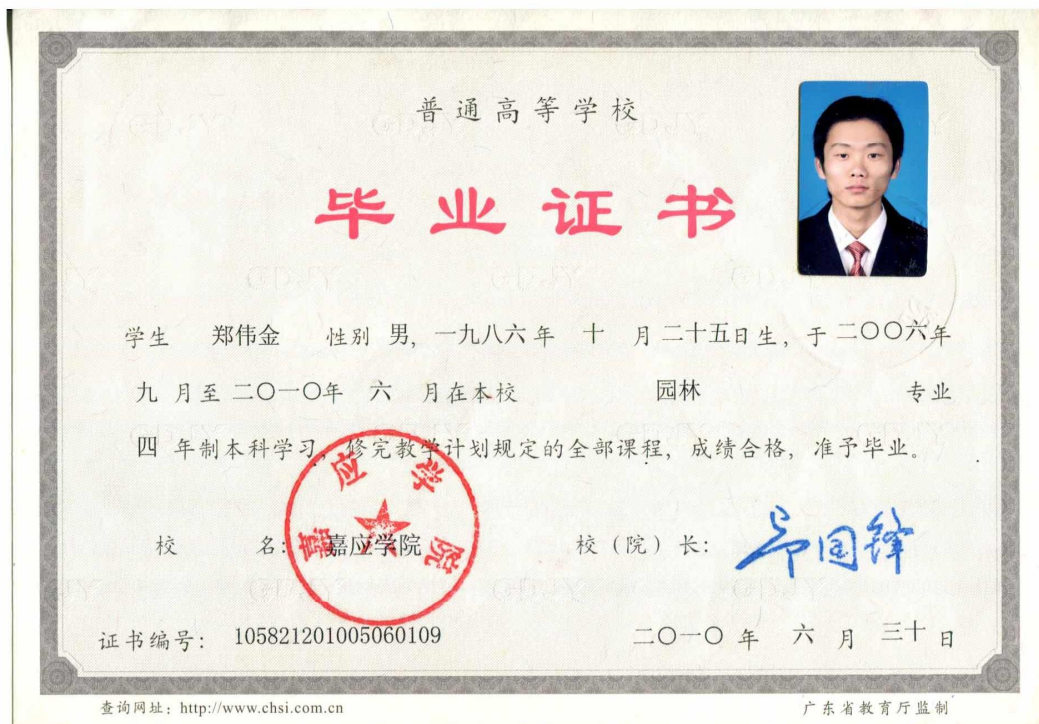 普通高等学校
毕业证书
学生 郑伟金 性别 男，一九八六年 十 月二十五日生，于二〇〇六年
九 月至二〇一〇年 六 月在本校 园林 专业
四 年制本科学习，修完教学计划规定的全部课程，成绩合格，准予毕业。
嘉应学院
校 名：嘉应学院 校（院）长：
证书编号：105821201005060109 二〇一〇年 六 月 三十日
查询网址：http://www.chsi.com.cn 广东省教育厅监制